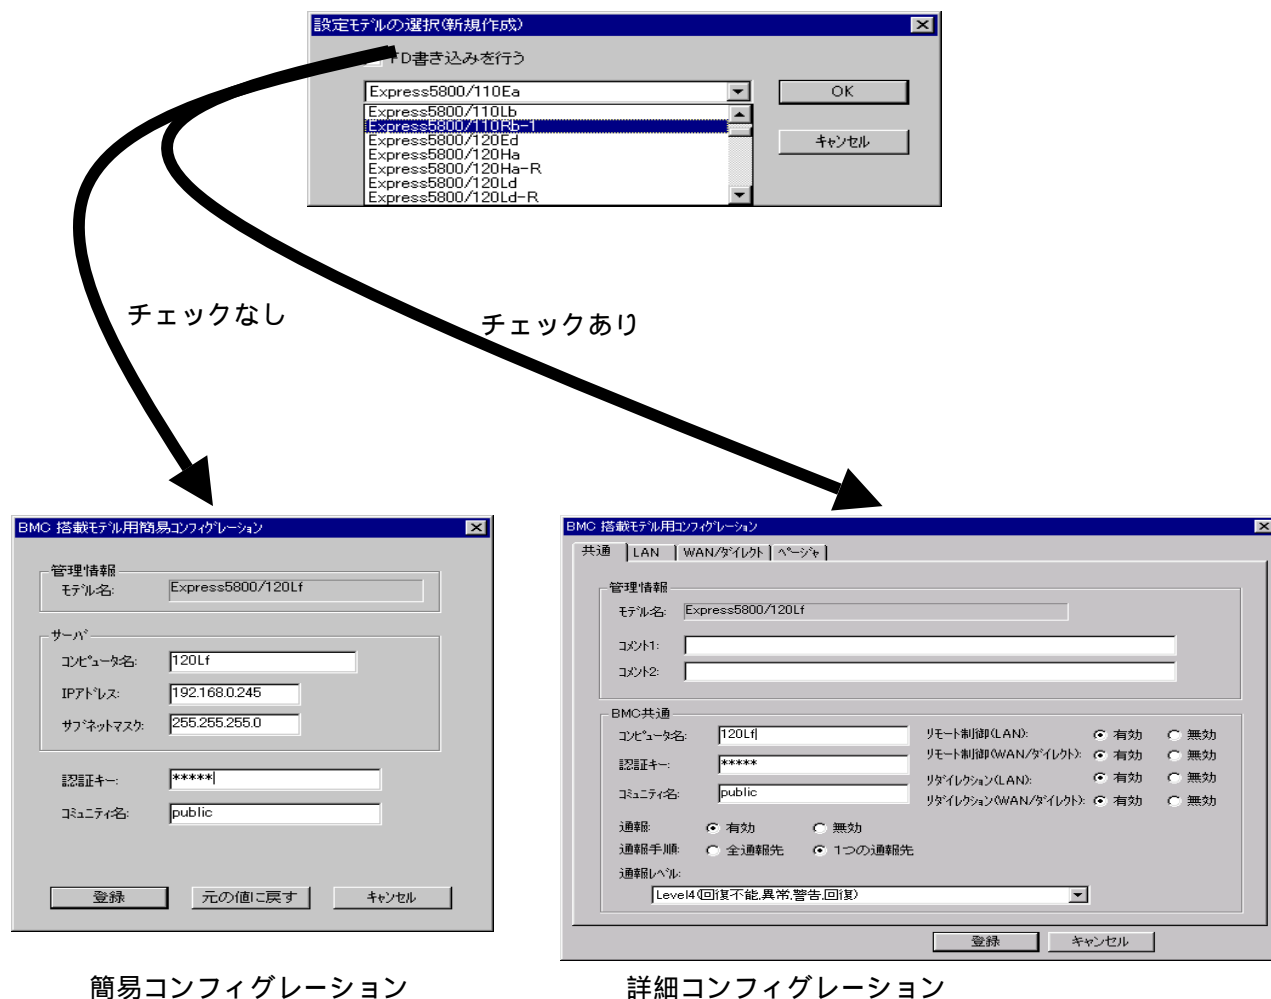 設定モデルの選択(新規作成)
FD書き込みを行う
Express5800/110Ea
OK
Express5800/110Lb
Express5800/110Rb-1
Express5800/120Ed
キャンセル
Express5800/120Ha
Express5800/120Ha-R
Express5800/120Ld
Express5800/120Ld-R
チェックなし
チェックあり
BMC 搭載モデル用簡易コンフィグレーション
管理情報
モデル名: Express5800/120Lf
サーバ
コンピュータ名: 120Lf
IPアドレス: 192.168.0.245
サブネットマスク: 255.255.255.0
認証キー: *****
コミュニティ名: public
登録 元の値に戻す キャンセル
簡易コンフィグレーション
BMC 搭載モデル用コンフィグレーション
共通 LAN WAN/ダイレクト ページャ
管理情報
モデル名: Express5800/120Lf
コメント1:
コメント2:
BMC共通
コンピュータ名: 120Lf
認証キー: *****
コミュニティ名: public
リモート制御(LAN): 有効 無効
リモート制御(WAN/ダイレクト): 有効 無効
リダイレクション(LAN): 有効 無効
リダイレクション(WAN/ダイレクト): 有効 無効
通報: 有効 無効
通報手順: 全通報先 1つの通報先
通報レベル:
Level4(回復不能,異常,警告,回復)
登録 キャンセル
詳細コンフィグレーション